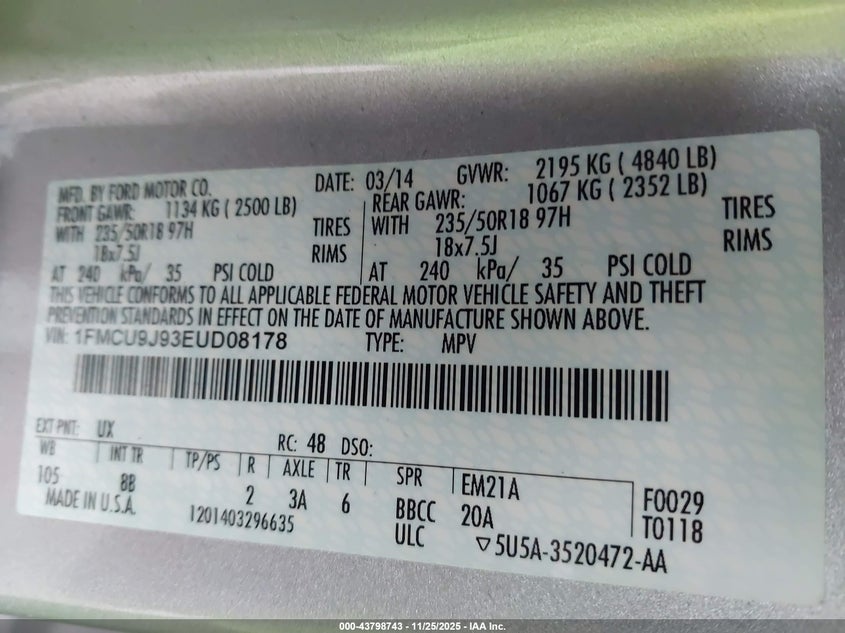 MFD. BY FORD MOTOR CO. DATE: 03/14 GVWR: 2195 KG ( 4840 LB)
FRONT GAWR: 1134 KG ( 2500 LB) REAR GAWR: 1067 KG ( 2352 LB)
WITH 235/50R18 97H TIRES WITH 235/50R18 97H TIRES
18x7.5J RIMS 18x7.5J RIMS
AT 240 kPa/ 35 PSI COLD AT 240 kPa/ 35 PSI COLD
THIS VEHICLE CONFORMS TO ALL APPLICABLE FEDERAL MOTOR VEHICLE SAFETY AND THEFT
PREVENTION STANDARDS IN EFFECT ON THE DATE OF MANUFACTURE SHOWN ABOVE.
VIN: 1FMCU9J93EUD08178 TYPE: MPV
EXT PNT: UX RC: 48 DSO:
WB INT TR TP/PS R AXLE TR SPR EM21A F0029
105 BB 2 3A 6 BBCC 20A T0118
MADE IN U.S.A. 1201403296635 ULC ▽5U5A-3520472-AA
000-43798743 - 11/25/2025 - IAA Inc.